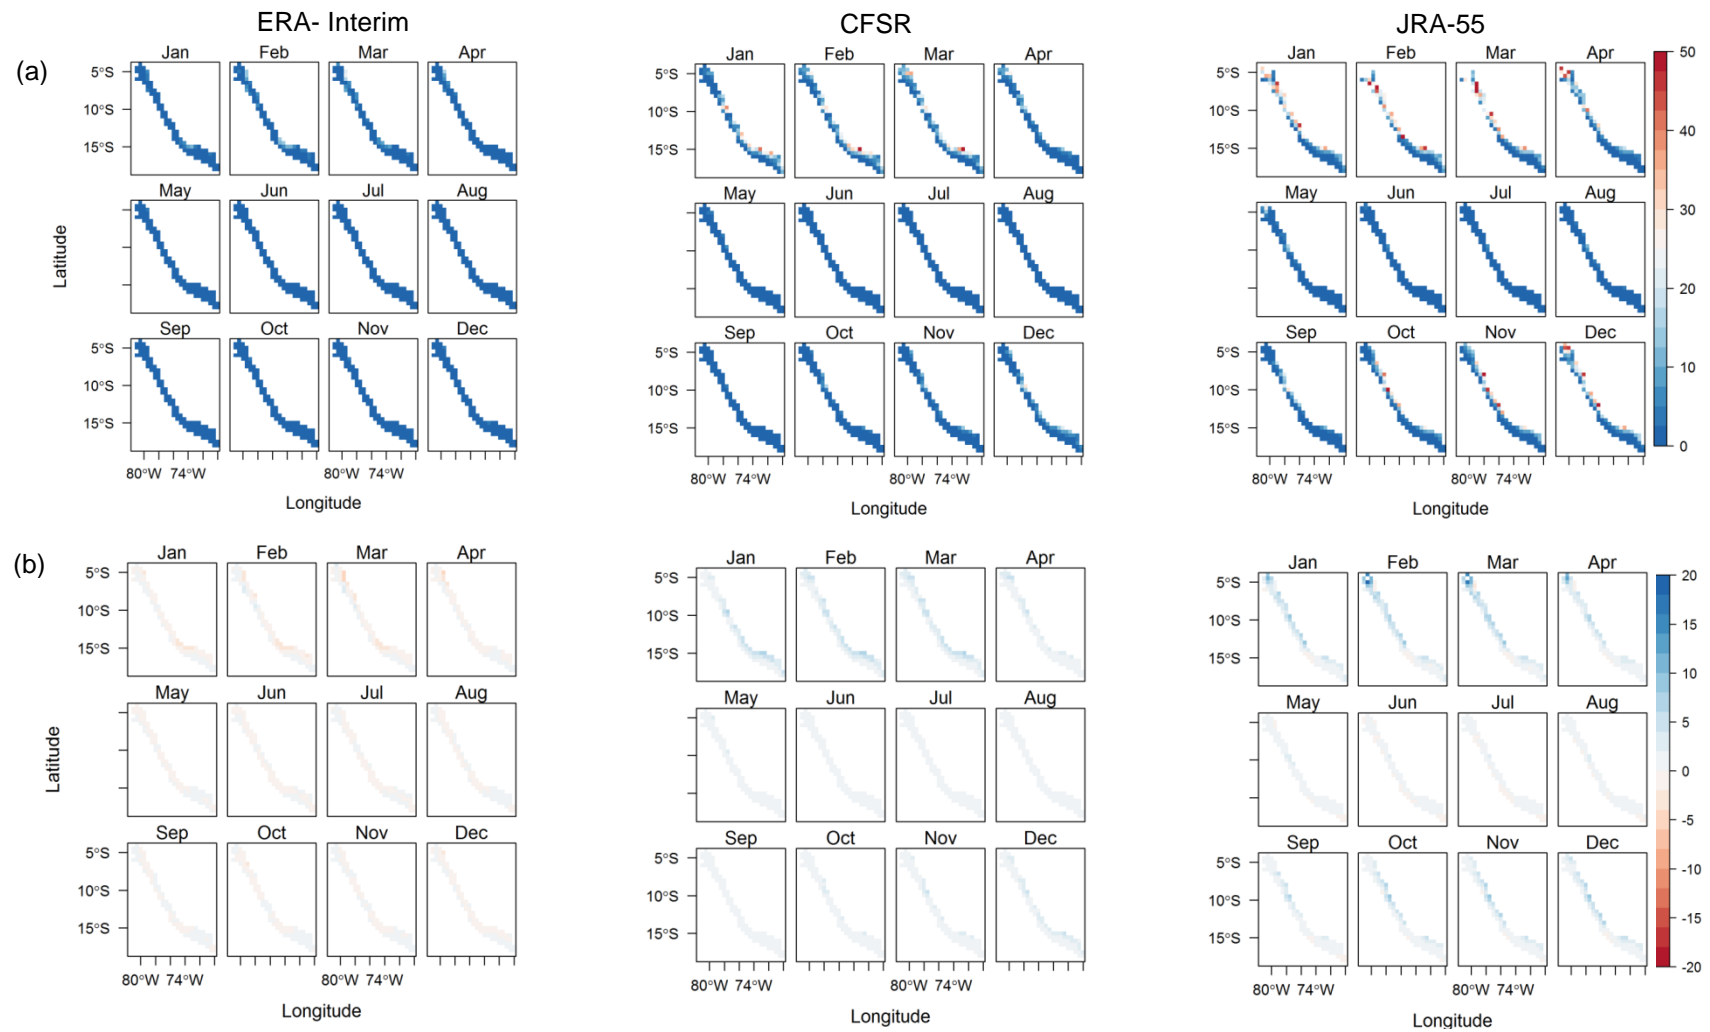 ERA- Interim CFSR JRA-55
(a)
Jan Feb Mar Apr Jan Feb Mar Apr Jan Feb Mar Apr
5°S 5°S 5°S 50
10°S 10°S 10°S 40
15°S 15°S 15°S
May Jun Jul Aug May Jun Jul Aug May Jun Jul Aug
30
Latitude
20
Sep Oct Nov Dec Sep Oct Nov Dec Sep Oct Nov Dec
5°S 5°S 5°S
10°S 10°S 10°S 10
15°S 15°S 15°S 0
80°W 74°W 80°W 74°W 80°W 74°W 80°W 74°W 80°W 74°W 80°W 74°W
Longitude Longitude Longitude
(b)
Jan Feb Mar Apr Jan Feb Mar Apr Jan Feb Mar Apr
5°S 5°S 5°S 20
10°S 10°S 10°S 15
15°S 15°S 15°S 10
May Jun Jul Aug May Jun Jul Aug May Jun Jul Aug
5
Latitude
0
-5
Sep Oct Nov Dec Sep Oct Nov Dec Sep Oct Nov Dec
5°S 5°S 5°S
10°S 10°S 10°S -10
15°S 15°S 15°S -15
-20
80°W 74°W 80°W 74°W 80°W 74°W 80°W 74°W 80°W 74°W 80°W 74°W
Longitude Longitude Longitude